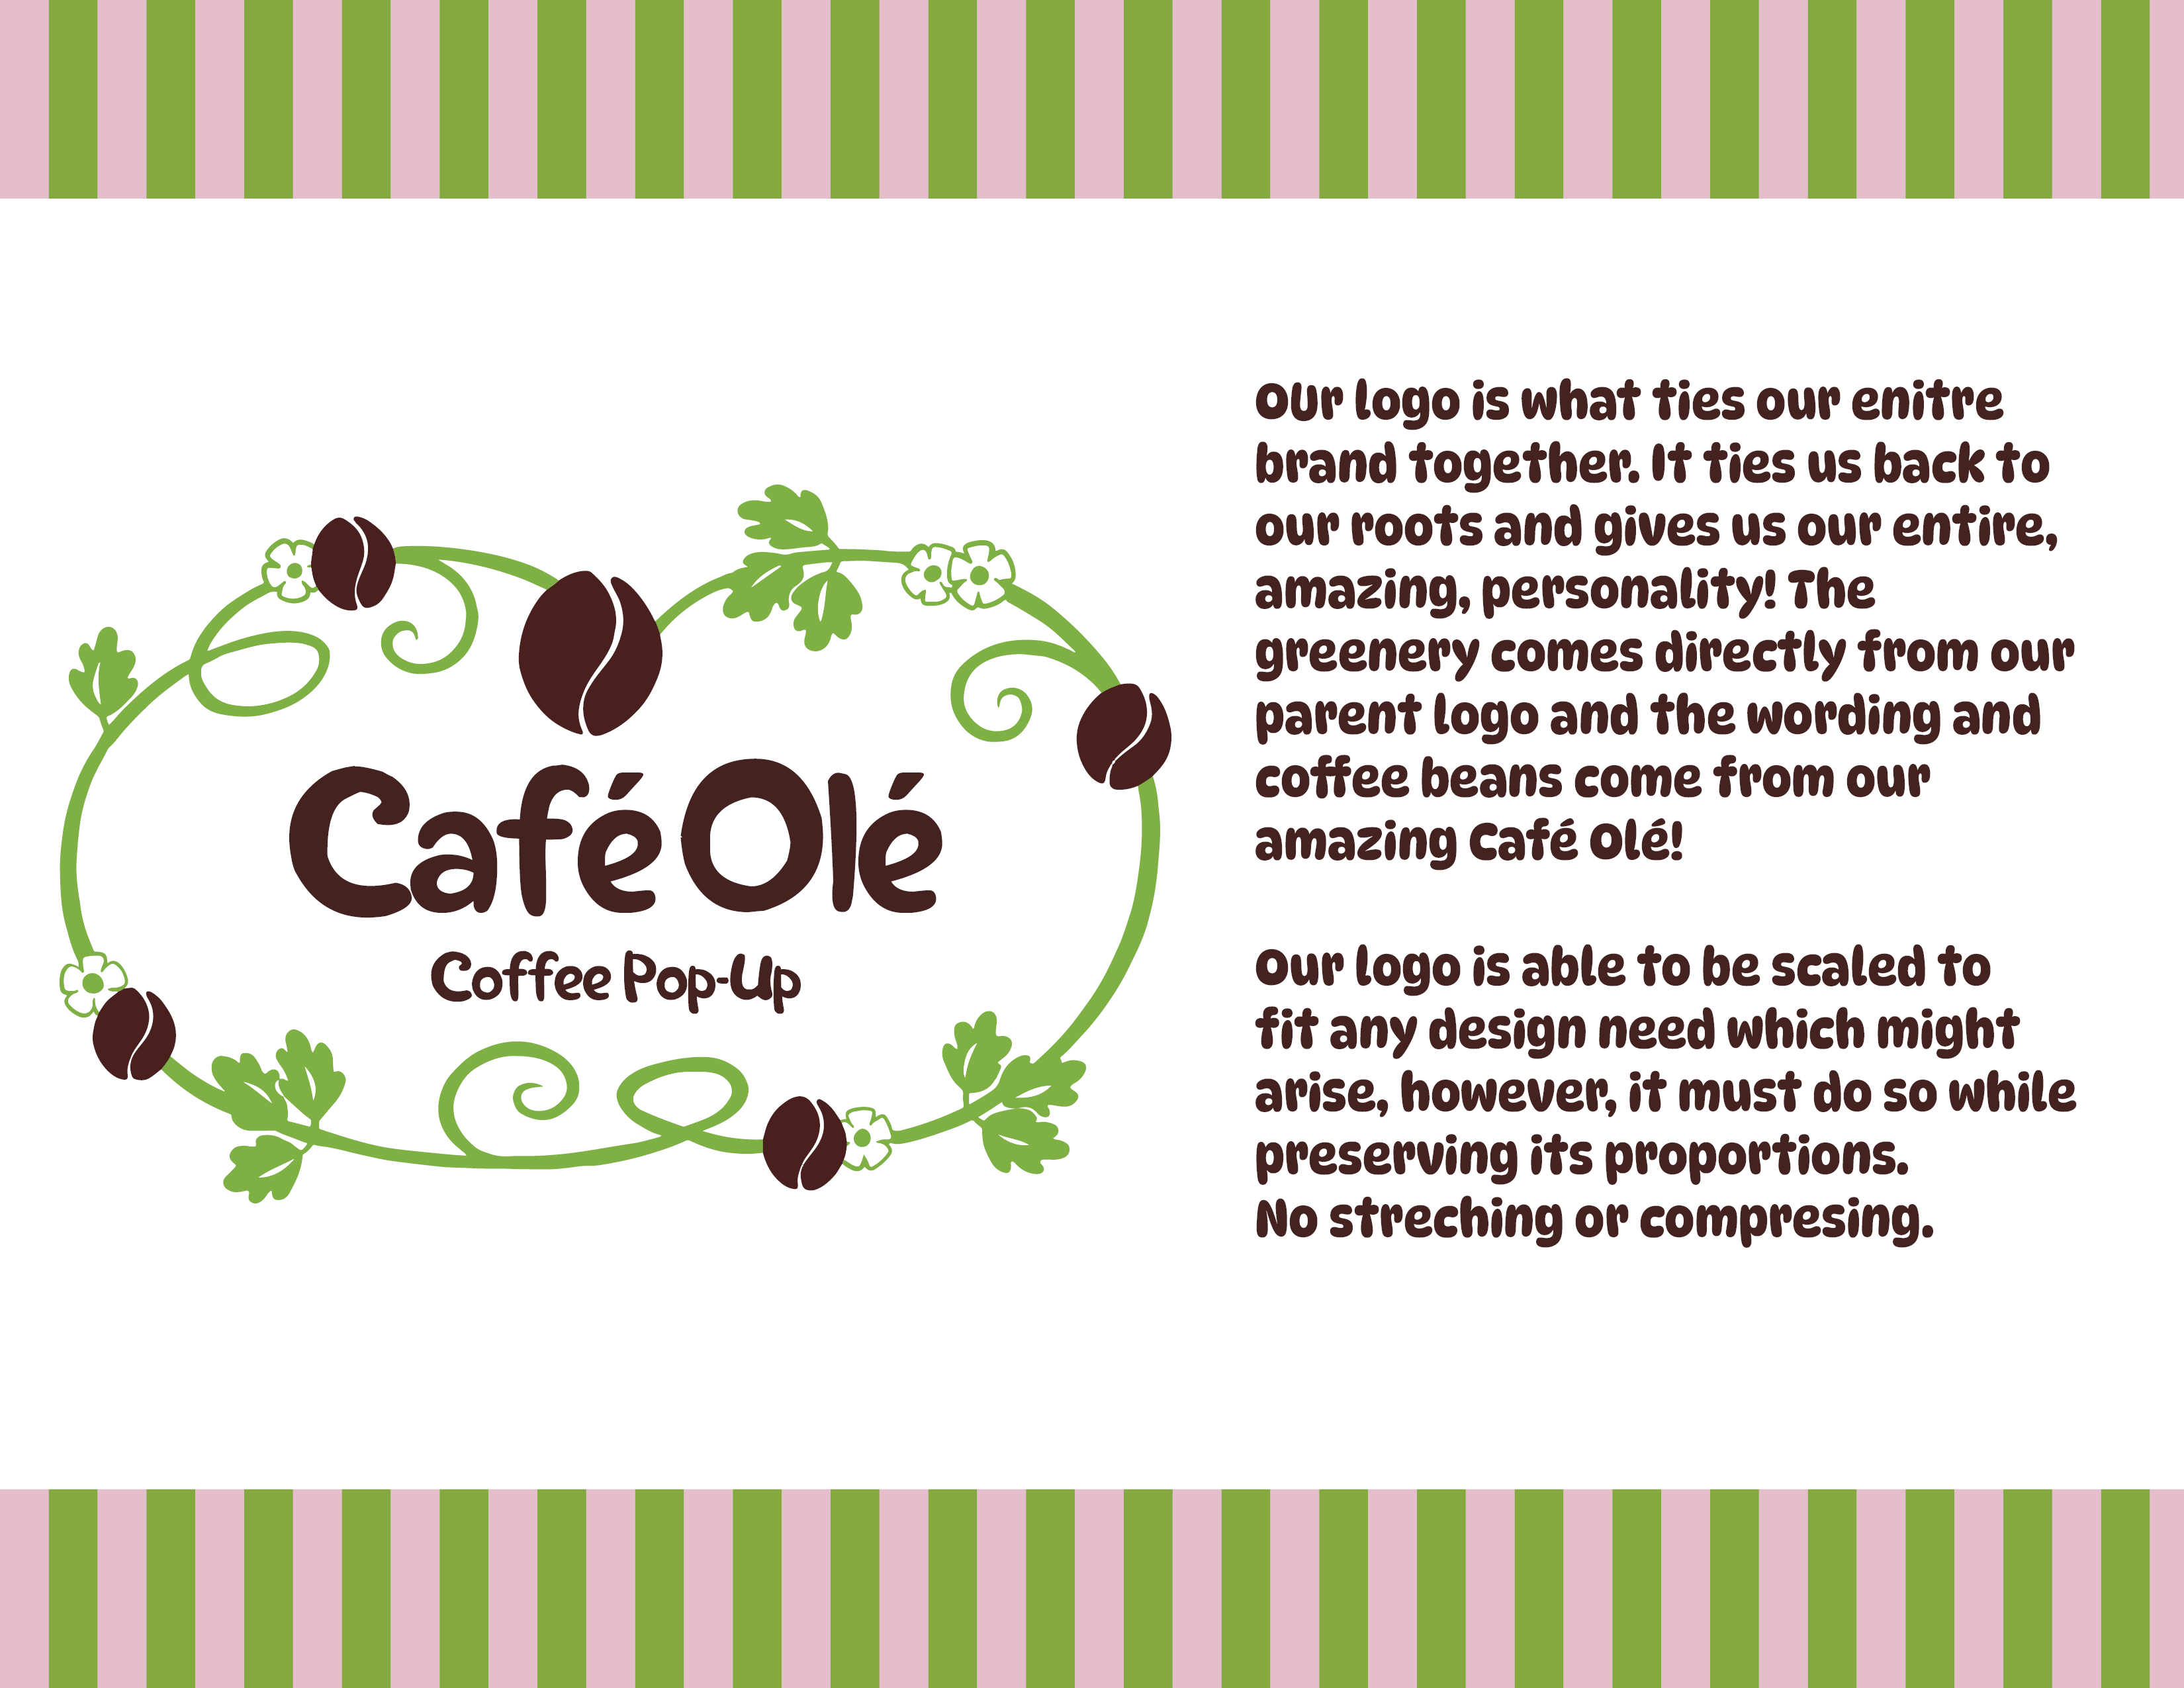 Café Olé
Coffee Pop-Up
OUr logo is what ties our enitre
brand together. It ties us back to
our roots and gives us our entire,
amazing, personality! The
greenery comes directly from our
parent logo and the wording and
coffee beans come from our
amazing Café Olé!
Our logo is able to be scaled to
fit any design need which might
arise, however, it must do so while
preserving its proportions.
No streching or compresing.